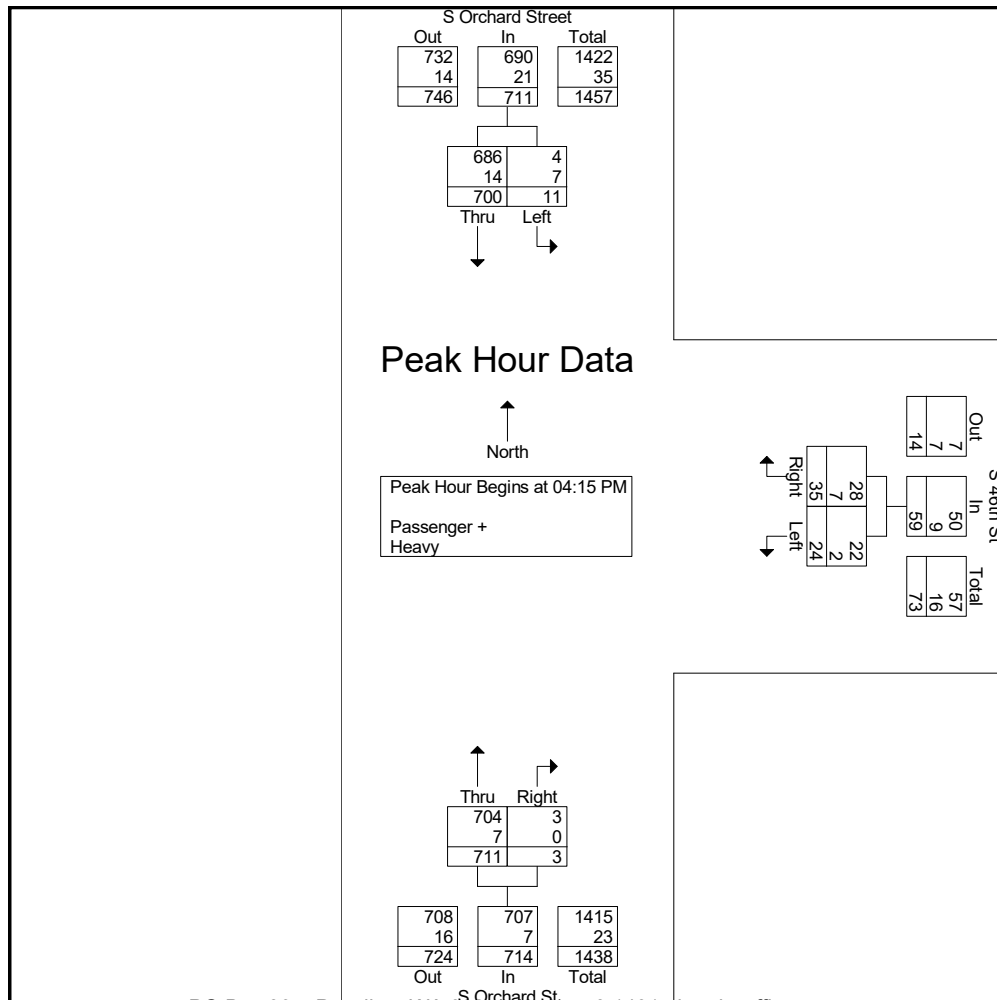 S Orchard Street
Out In Total
732 690 1422
14 21 35
746 711 1457
686 4
14 7
700 11
Thru Left
Peak Hour Data
North
Peak Hour Begins at 04:15 PM
Passenger +
Heavy
Right Left
28 22
7 2
35 24
S 46th St
Out In Total
7 50 57
7 9 16
14 59 73
Thru Right
704 3
7 0
711 3
708 707 1415
16 7 23
724 714 1438
Out In Total
S Orchard St